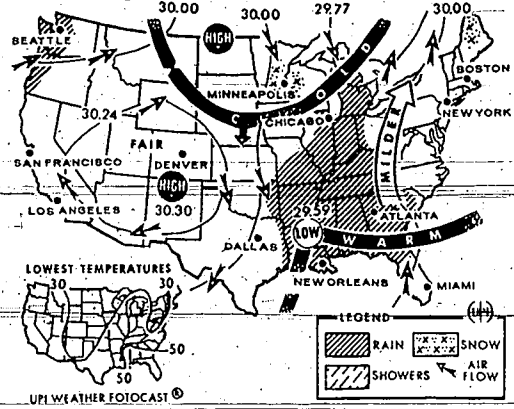 30.00
30.00
29.77
30.00
SEATTLE
HIGH
COLD
MINNEAPOLIS
BOSTON
NEW YORK
CHICAGO
30.24
FAIR
MILDER
SAN FRANCISCO
DENVER
HIGH
30.30
LOS ANGELES
29.59
ATLANTA
LOW
WARM
DALLAS
NEW ORLEANS
MIAMI
LOWEST TEMPERATURES
30
30
50
50
LEGEND
UPI
RAIN
SNOW
SHOWERS
AIR
FLOW
UPI WEATHER FOTOCAST ®